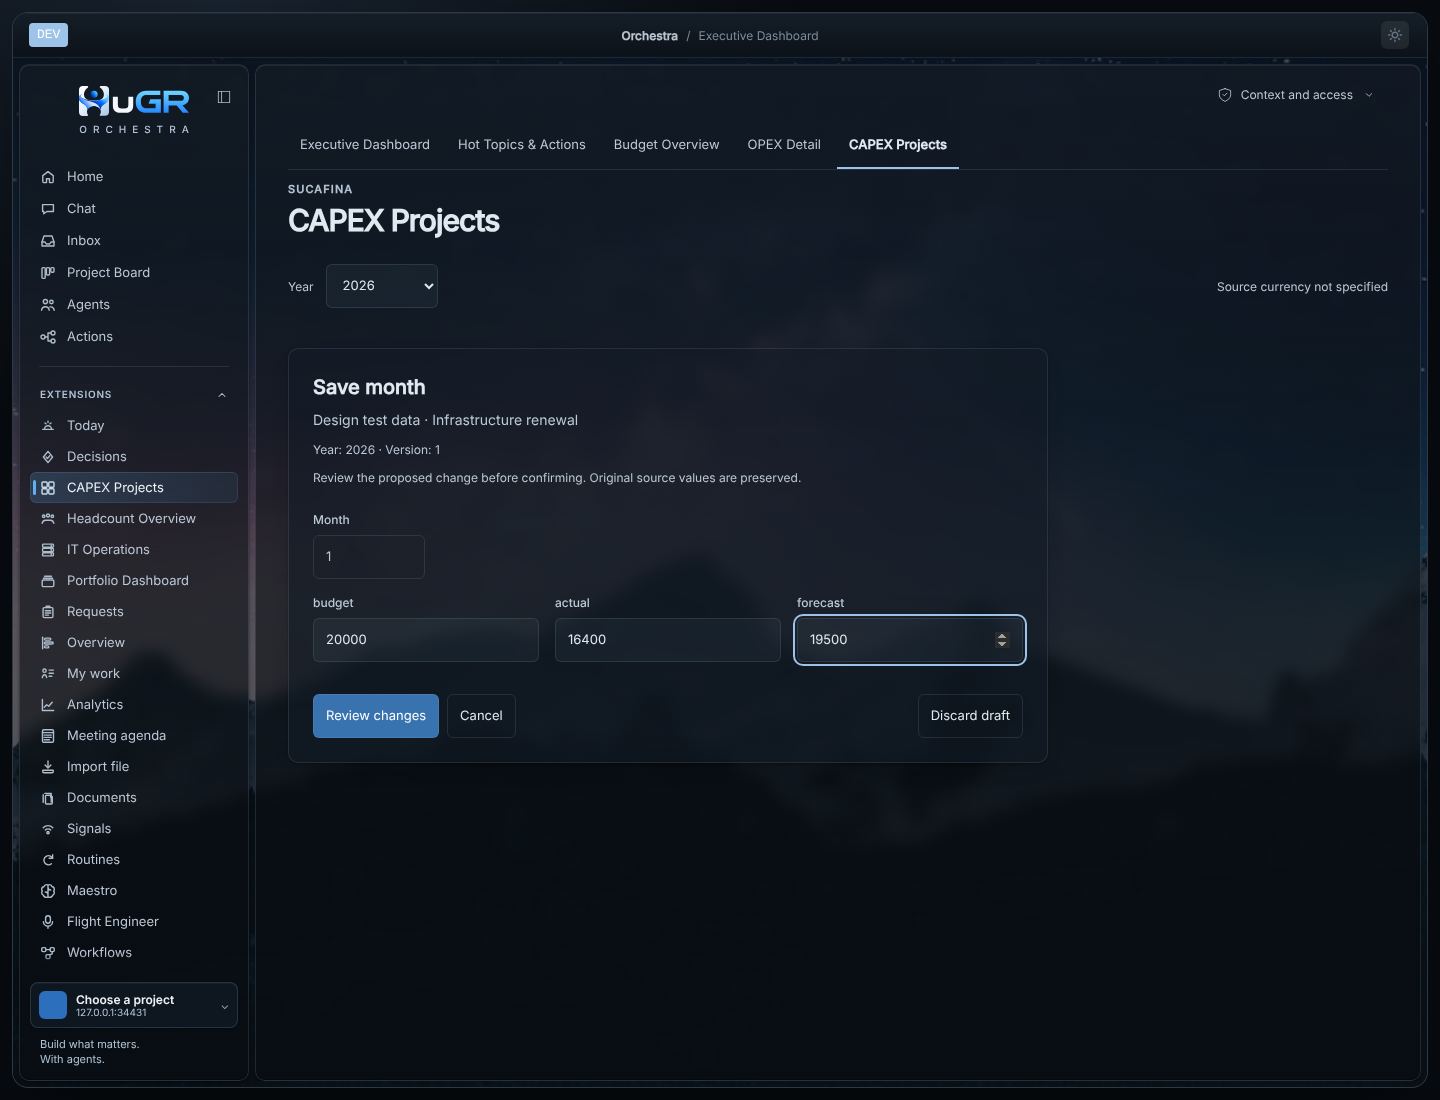 DEV
Orchestra / Executive Dashboard
HuGR
ORCHESTRA
Home
Chat
Inbox
Project Board
Agents
Actions
EXTENSIONS
Today
Decisions
CAPEX Projects
Headcount Overview
IT Operations
Portfolio Dashboard
Requests
Overview
My work
Analytics
Meeting agenda
Import file
Documents
Signals
Routines
Maestro
Flight Engineer
Workflows
Choose a project
127.0.0.1:34431
Build what matters.
With agents.
Context and access
Executive Dashboard Hot Topics & Actions Budget Overview OPEX Detail CAPEX Projects
SUCAFINA
CAPEX Projects
Year 2026 Source currency not specified
Save month
Design test data · Infrastructure renewal
Year: 2026 · Version: 1
Review the proposed change before confirming. Original source values are preserved.
Month
1
budget actual forecast
20000 16400 19500
Review changes Cancel Discard draft